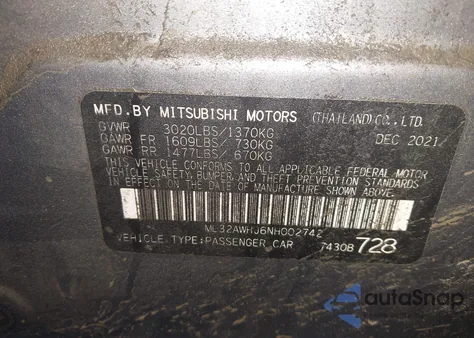 MFD.BY MITSUBISHI MOTORS (THAILAND)CO.,LTD.
GVWR 3020LBS/1370KG DEC 2021
GAWR FR 1609LBS/730KG
GAWR RR 1477LBS/670KG
THIS VEHICLE CONFORMS TO ALL APPLICABLE FEDERAL MOTOR
VEHICLE SAFETY,BUMPER,AND THEFT PREVENTION STANDARDS
IN EFFECT ON THE DATE OF MANUFACTURE SHOWN ABOVE.
ML32AWHJ6NH002742
VEHICLE TYPE:PASSENGER CAR 7430B 728
autaSnap